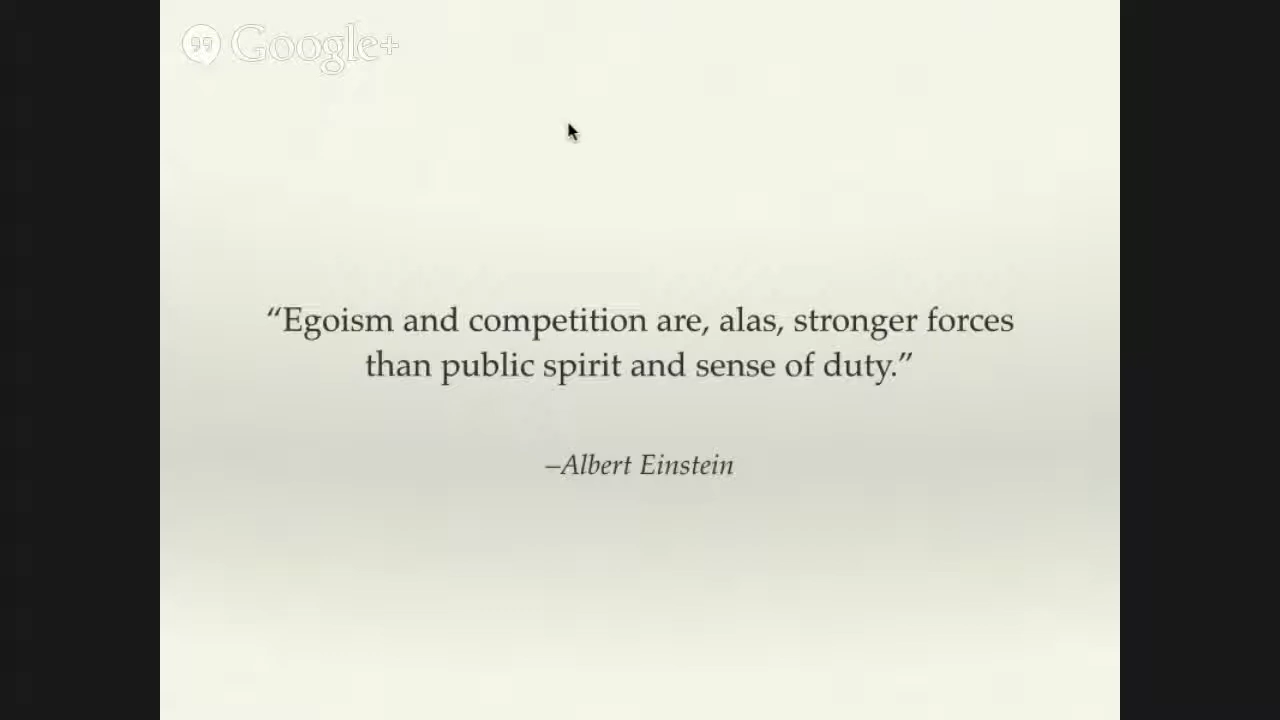 Google+
“Egoism and competition are, alas, stronger forces
than public spirit and sense of duty.”
–Albert Einstein